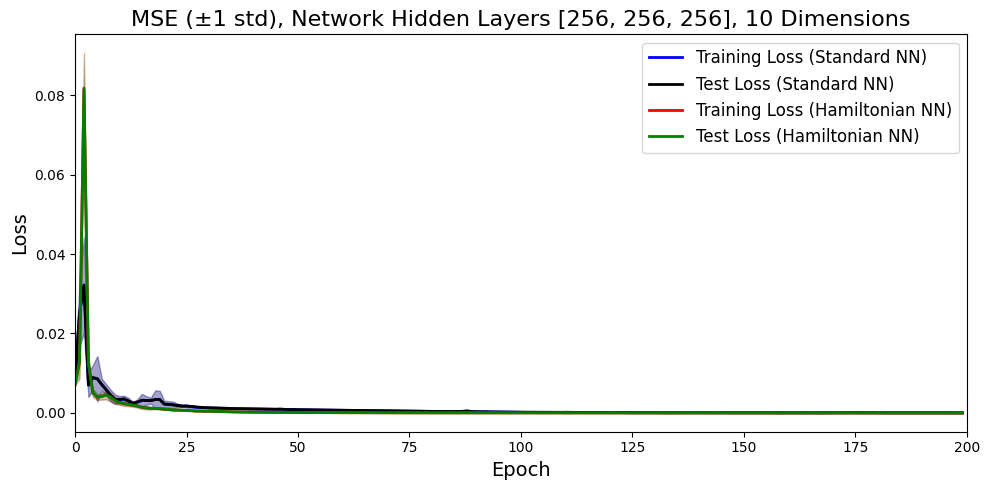 MSE (±1 std), Network Hidden Layers [256, 256, 256], 10 Dimensions
Training Loss (Standard NN)
Test Loss (Standard NN)
Training Loss (Hamiltonian NN)
Test Loss (Hamiltonian NN)
Loss
0.08
0.06
0.04
0.02
0.00
0 25 50 75 100 125 150 175 200
Epoch